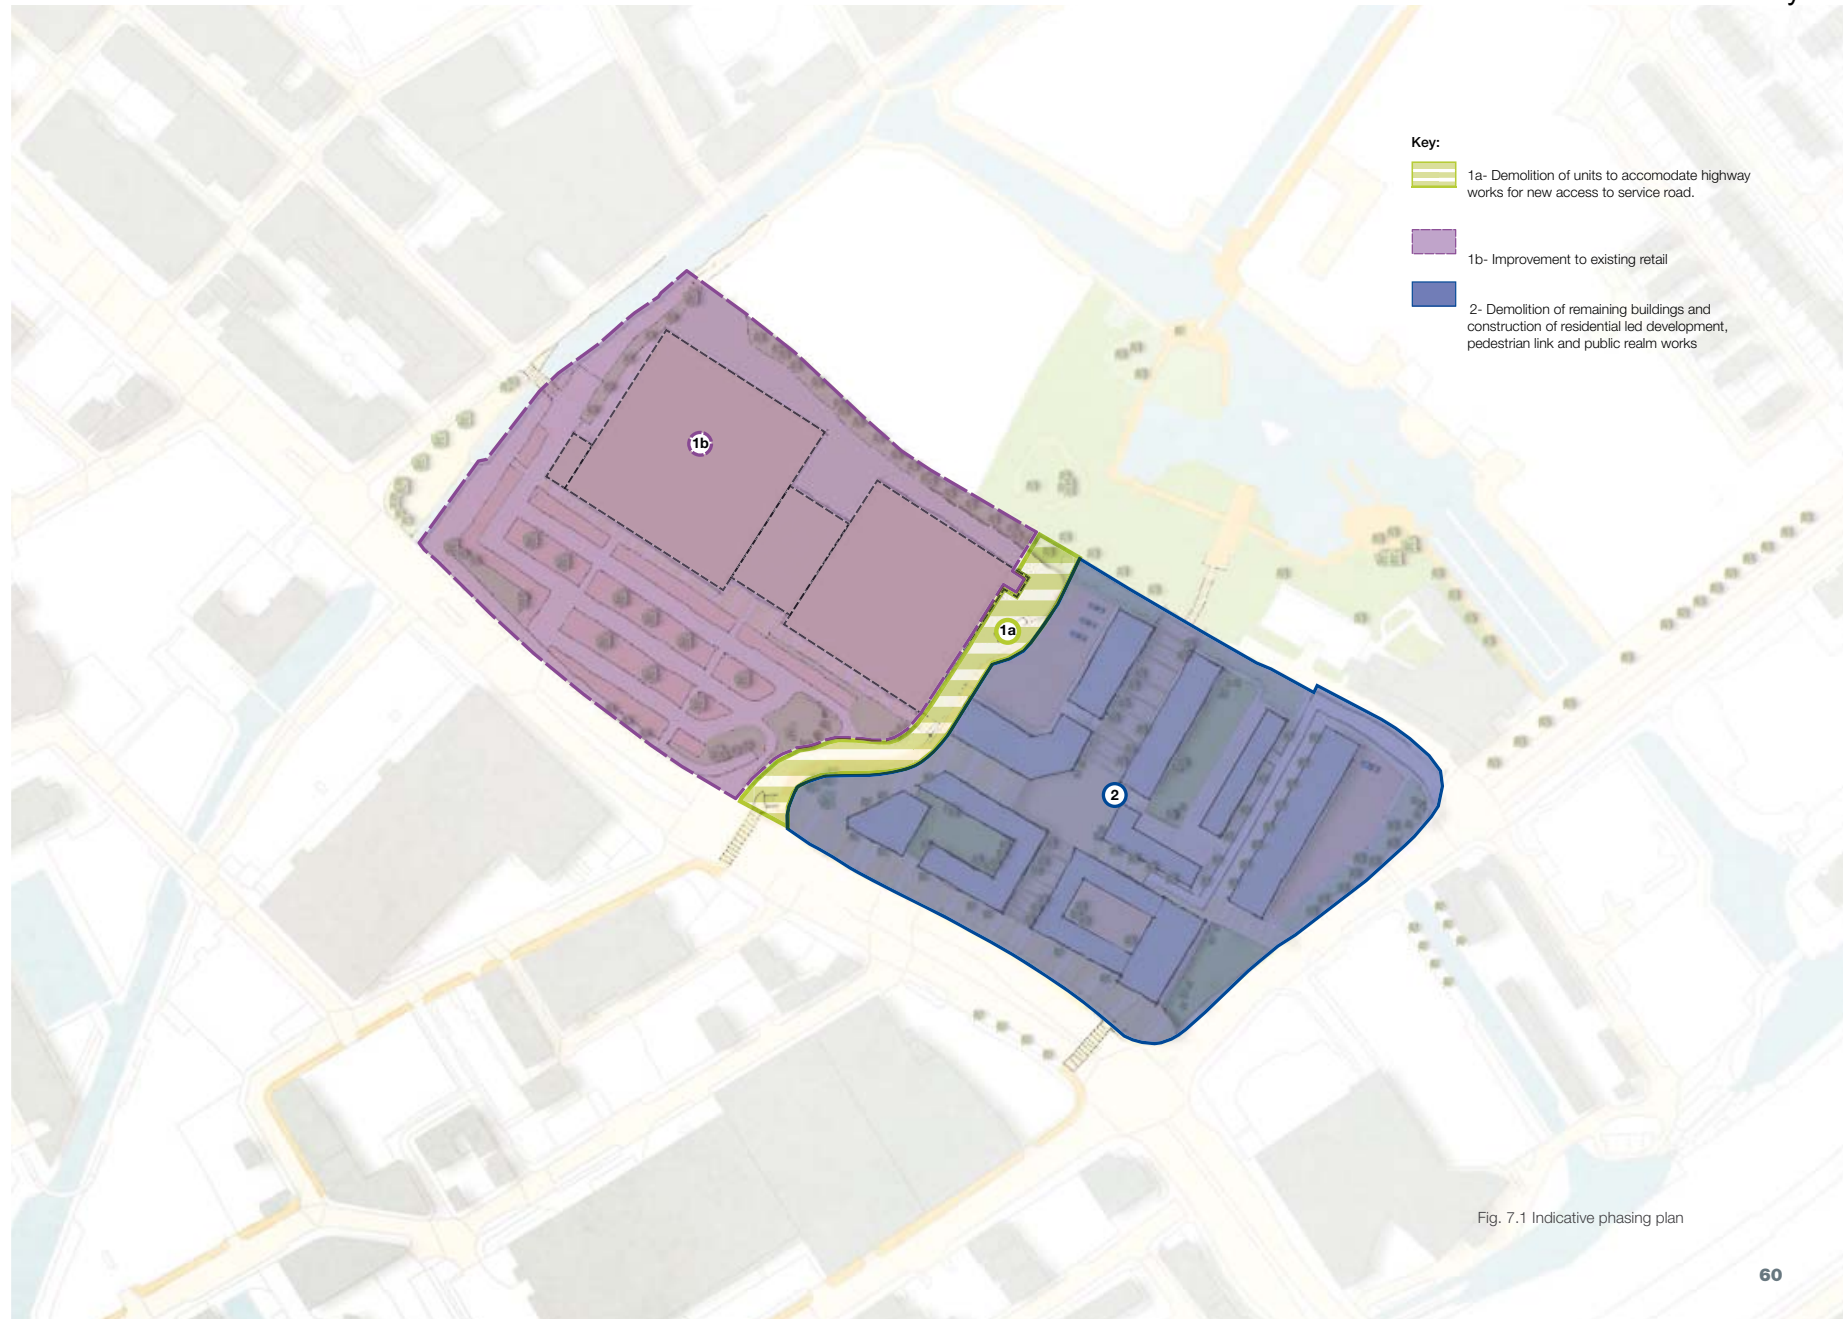 Key:
1a- Demolition of units to accomodate highway
works for new access to service road.
1b- Improvement to existing retail
2- Demolition of remaining buildings and
construction of residential led development,
pedestrian link and public realm works
1b
1a
2
Fig. 7.1 Indicative phasing plan
60